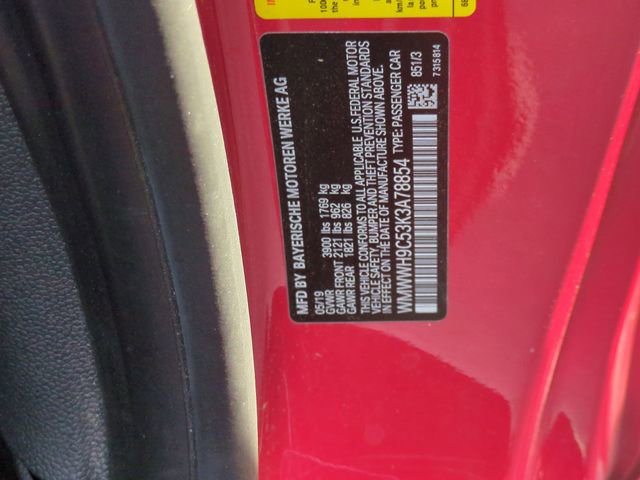 MFD BY BAYERISCHE MOTOREN WERKE AG
05/19
GVWR 3900 lbs 1769 kg
GAWR FRONT 2121 lbs 962 kg
GAWR REAR 1821 lbs 826 kg
THIS VEHICLE CONFORMS TO ALL APPLICABLE U.S. FEDERAL MOTOR
VEHICLE SAFETY, BUMPER AND THEFT PREVENTION STANDARDS
IN EFFECT ON THE DATE OF MANUFACTURE SHOWN ABOVE.
WMWWH9C53K3A78854 TYPE: PASSENGER CAR
851/3
7315814